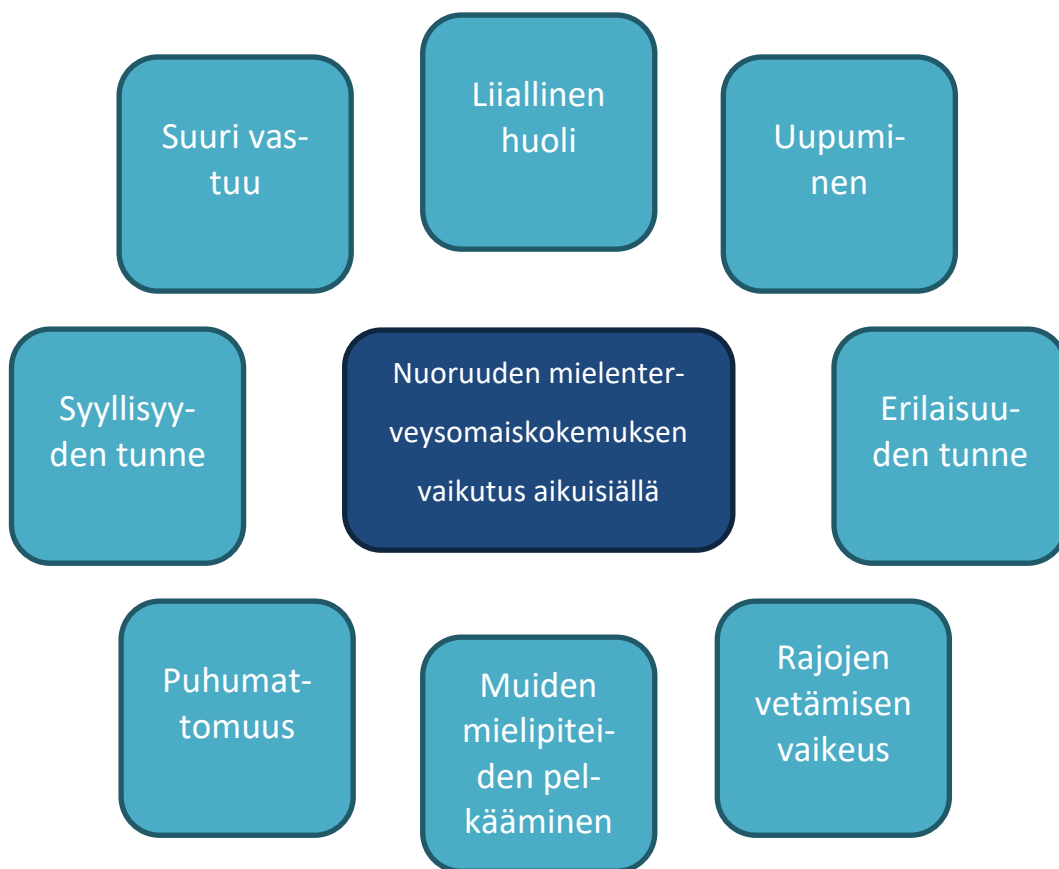 Suuri vas-
tuu
Liiallinen
huoli
Uupumi-
nen
Syyllisyy-
den tunne
Nuoruuden mielenter-
veysomaiskokemuksen
vaikutus aikuisiällä
Erilaisuu-
den tunne
Puhumat-
tomuus
Muiden
mielipitei-
den pel-
kääminen
Rajojen
vetämisen
vaikeus